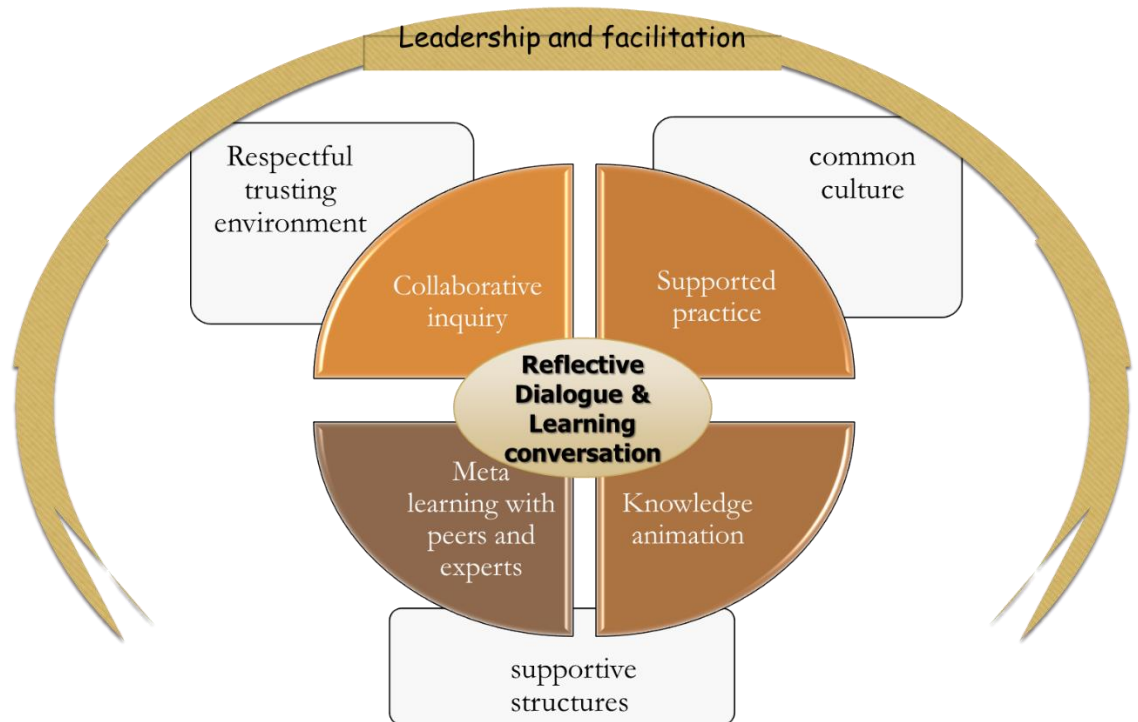 Leadership and facilitation
Respectful
trusting
environment
common
culture
Collaborative
inquiry
Supported
practice
Reflective
Dialogue &
Learning
conversation
Meta
learning with
peers and
experts
Knowledge
animation
supportive
structures